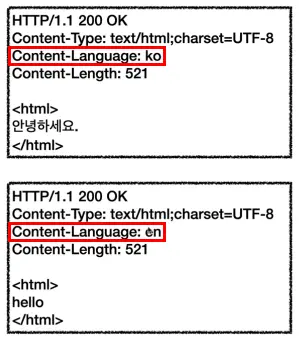 HTTP/1.1 200 OK
Content-Type: text/html;charset=UTF-8
Content-Language: ko
Content-Length: 521
<html>
안녕하세요.
</html>
HTTP/1.1 200 OK
Content-Type: text/html;charset=UTF-8
Content-Language: en
Content-Length: 521
<html>
hello
</html>